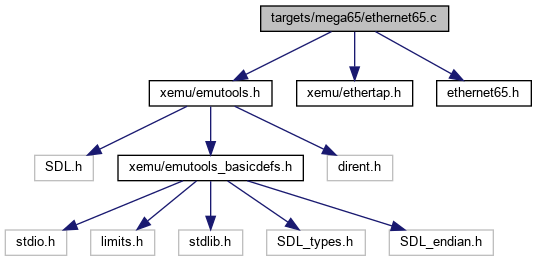 targets/mega65/ethernet65.c
xemu/emutools.h
xemu/ethertap.h
ethernet65.h
SDL.h
xemu/emutools_basicdefs.h
dirent.h
stdio.h
limits.h
stdlib.h
SDL_types.h
SDL_endian.h